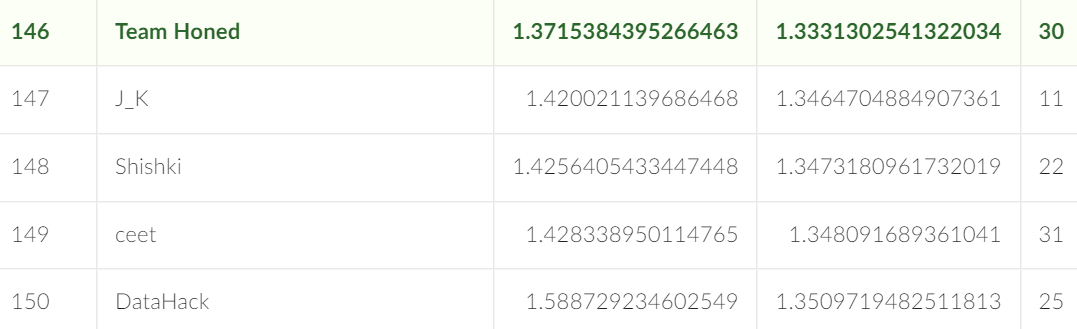 146 Team Honed 1.3715384395266463 1.3331302541322034 30
147 J_K 1.420021139686468 1.3464704884907361 11
148 Shishki 1.4256405433447448 1.3473180961732019 22
149 ceet 1.428338950114765 1.348091689361041 31
150 DataHack 1.588729234602549 1.3509719482511813 25